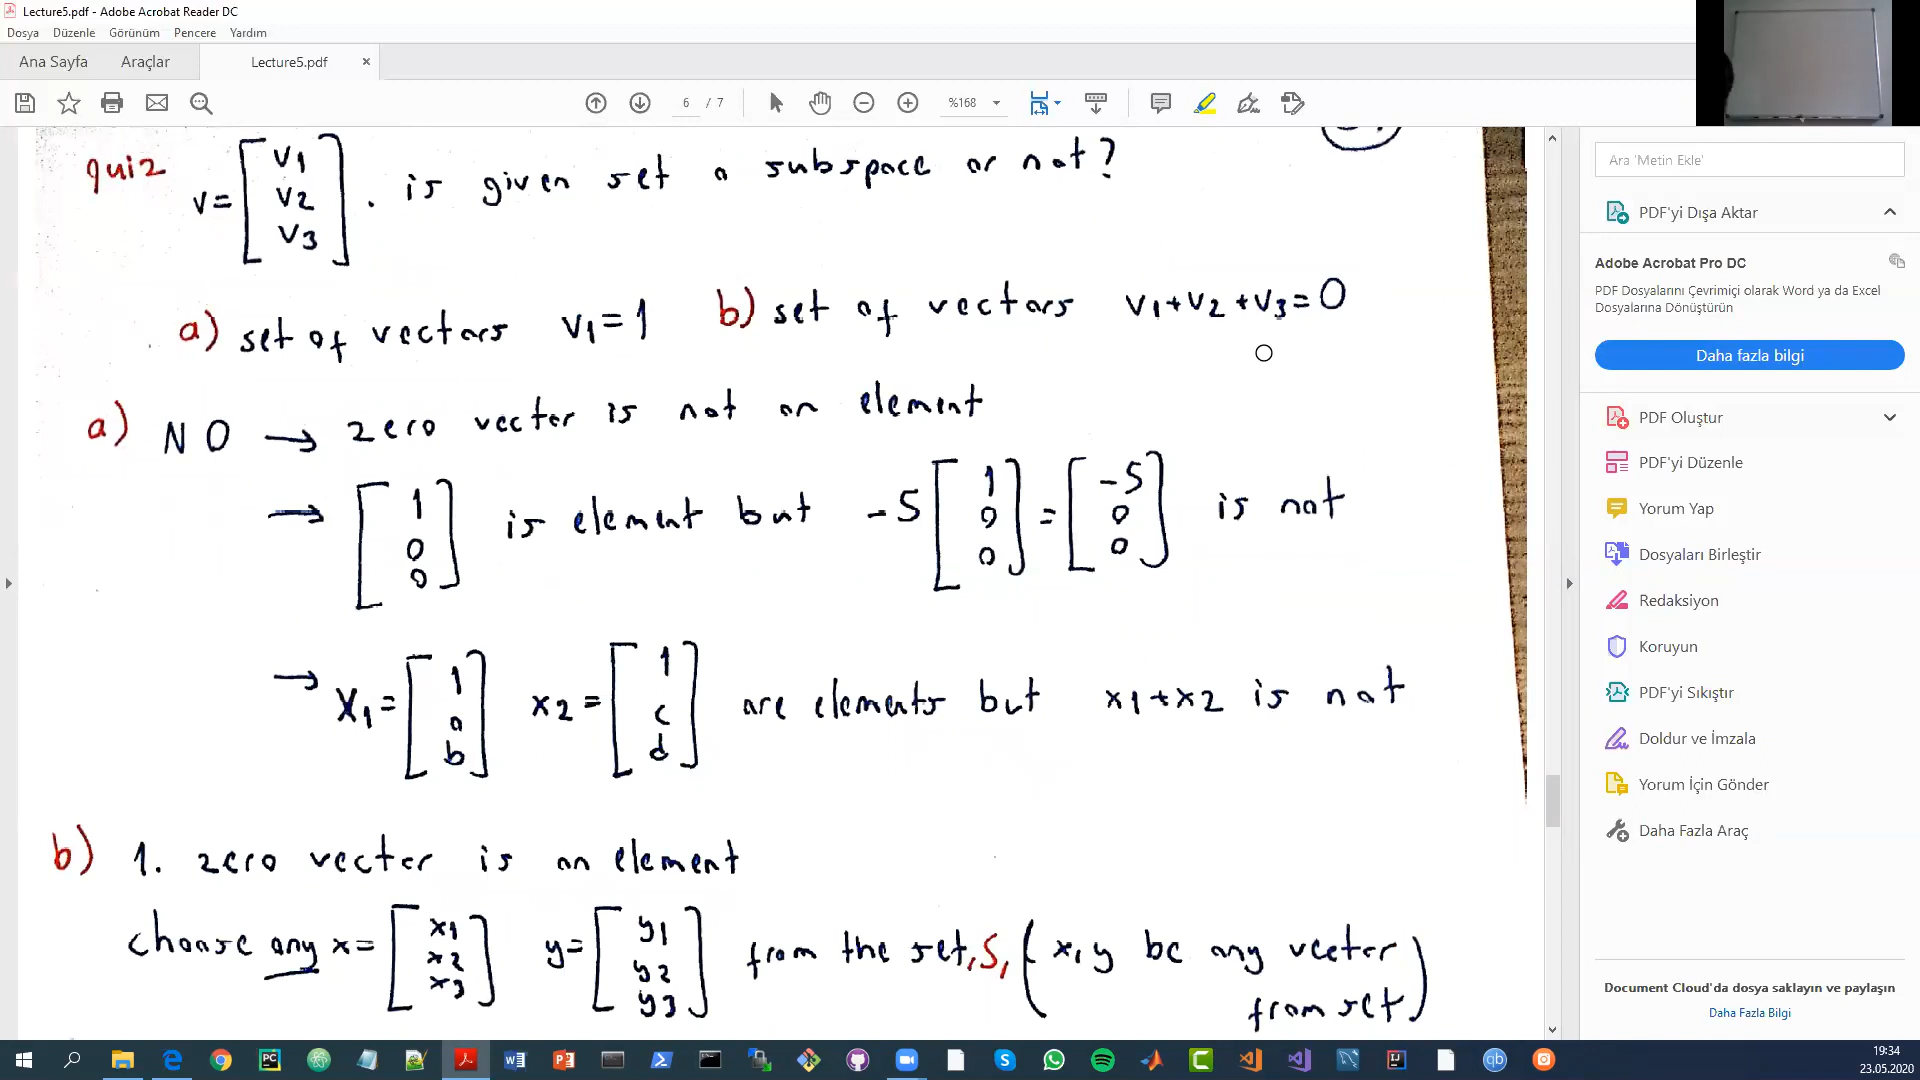 Lecture5.pdf - Adobe Acrobat Reader DC
Dosya Düzenle Görünüm Pencere Yardım
Ana Sayfa Araçlar Lecture5.pdf ×
6 / 7 %168
quiz v = [ v1 v2 v3 ] . is given set a subspace or not?
a) set of vectors v1 = 1 b) set of vectors v1+v2+v3=0
a) NO → zero vector is not an element
→ [ 1 0 0 ] is element but -5 [ 1 0 0 ] = [ -5 0 0 ] is not
→ x1 = [ 1 a b ] x2 = [ 1 c d ] are elements but x1+x2 is not
b) 1. zero vector is an element
choose any x = [ x1 x2 x3 ] y = [ y1 y2 y3 ] from the set, S, ( x, y be any vector from set )
Ara 'Metin Ekle'
PDF'yi Dışa Aktar
Adobe Acrobat Pro DC
PDF Dosyalarını Çevrimiçi olarak Word ya da Excel
Dosyalarına Dönüştürün
Daha fazla bilgi
PDF Oluştur
PDF'yi Düzenle
Yorum Yap
Dosyaları Birleştir
Redaksiyon
Koruyun
PDF'yi Sıkıştır
Doldur ve İmzala
Yorum İçin Gönder
Daha Fazla Araç
Document Cloud'da dosya saklayın ve paylaşın
Daha Fazla Bilgi
19:34
23.05.2020